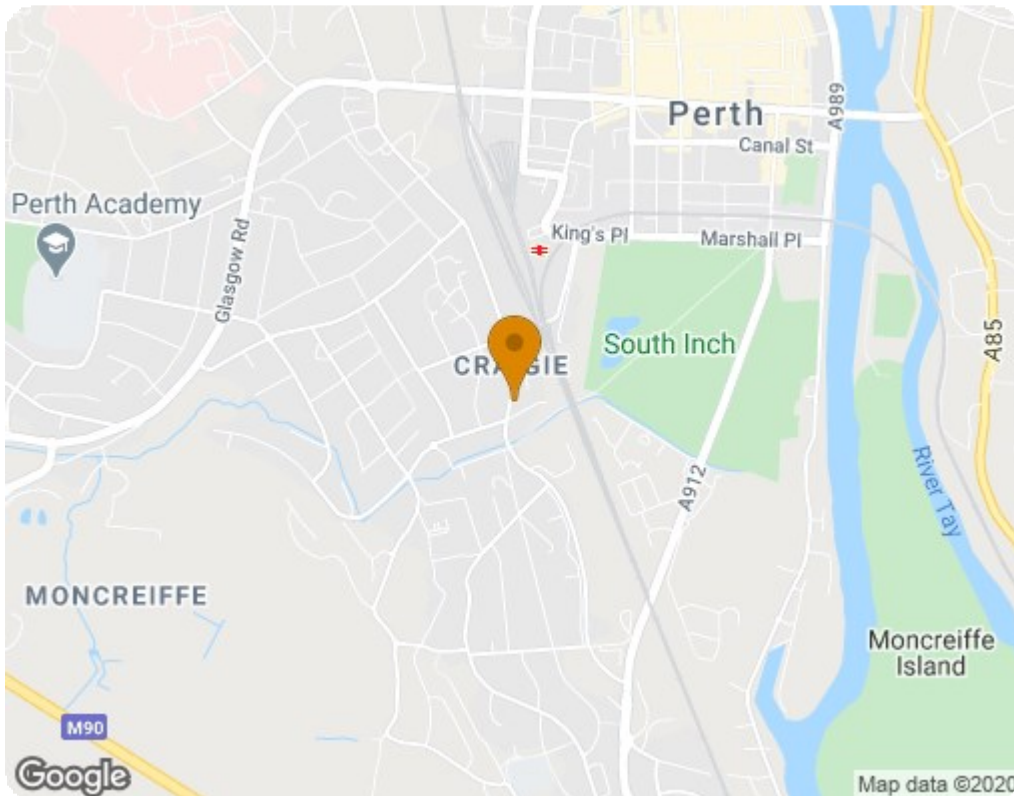 Perth
A989
Canal St
Perth Academy
Glasgow Rd
King's Pl
Marshall Pl
A85
South Inch
CRAIGIE
A912
River Tay
MONCREIFFE
Moncreiffe
Island
M90
Google
Map data ©2020